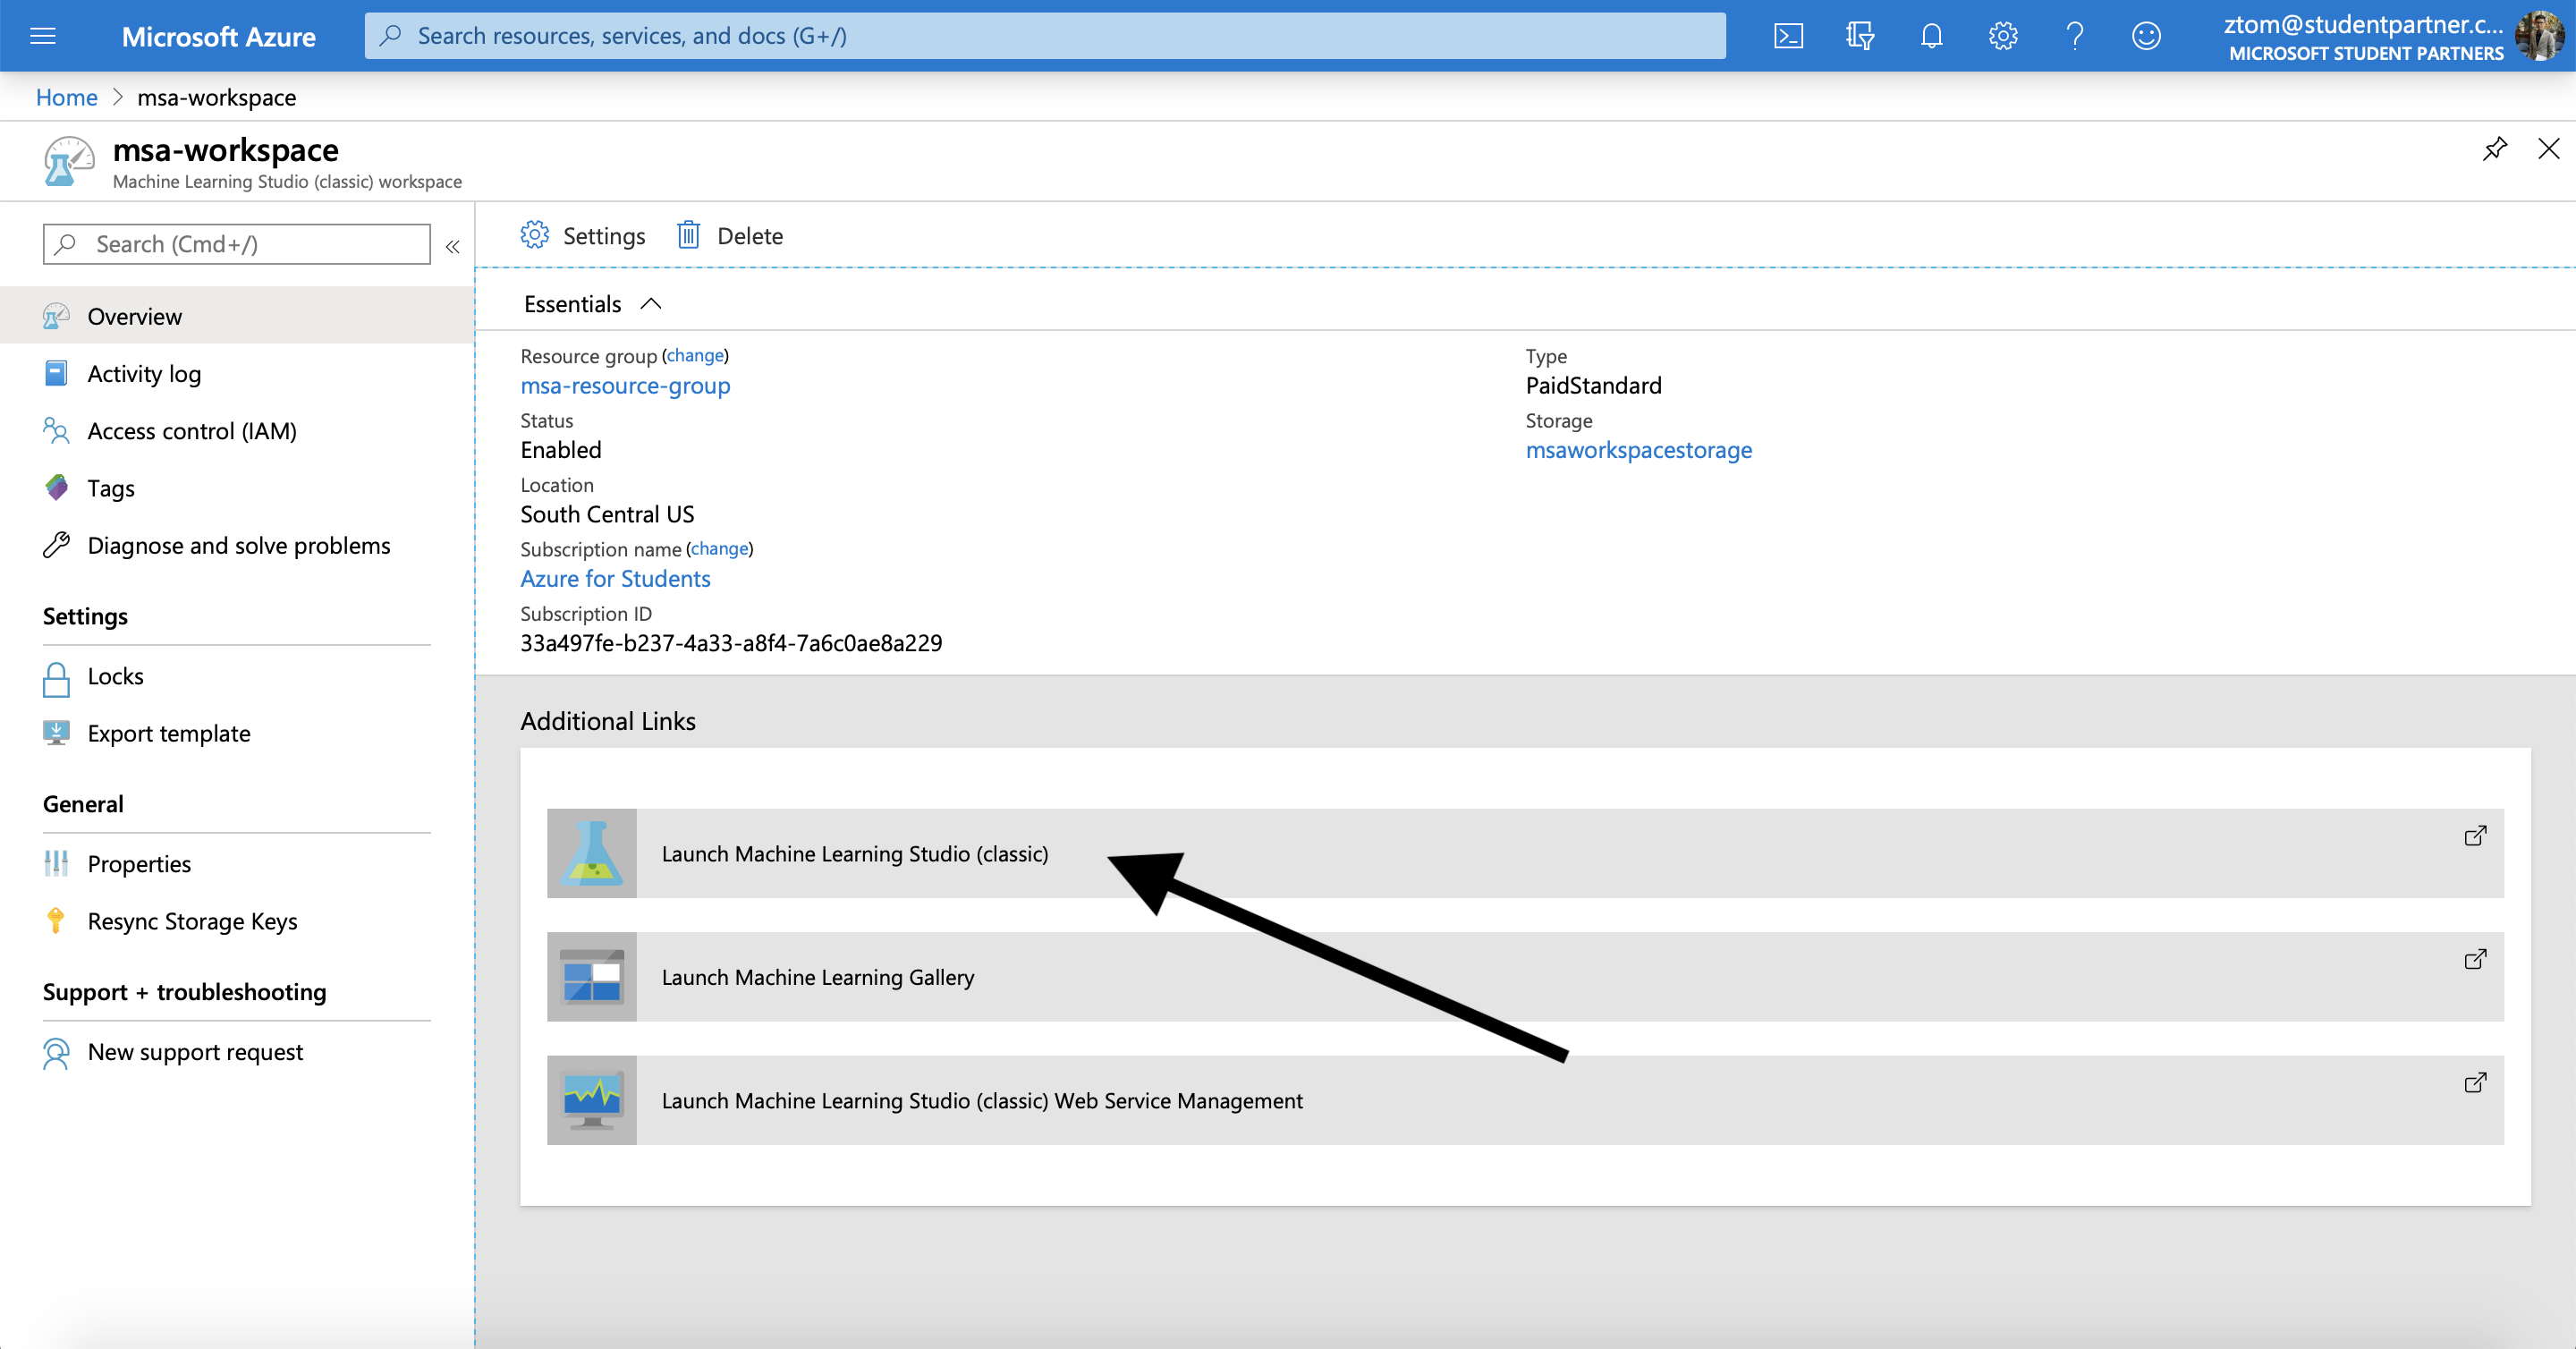 Microsoft Azure
Search resources, services, and docs (G+/)
ztom@studentpartner.c...
MICROSOFT STUDENT PARTNERS
Home > msa-workspace
msa-workspace
Machine Learning Studio (classic) workspace
Search (Cmd+/)
«
Overview
Activity log
Access control (IAM)
Tags
Diagnose and solve problems
Settings
Locks
Export template
General
Properties
Resync Storage Keys
Support + troubleshooting
New support request
Settings
Delete
Essentials
Resource group (change)
msa-resource-group
Status
Enabled
Location
South Central US
Subscription name (change)
Azure for Students
Subscription ID
33a497fe-b237-4a33-a8f4-7a6c0ae8a229
Type
PaidStandard
Storage
msaworkspacestorage
Additional Links
Launch Machine Learning Studio (classic)
Launch Machine Learning Gallery
Launch Machine Learning Studio (classic) Web Service Management